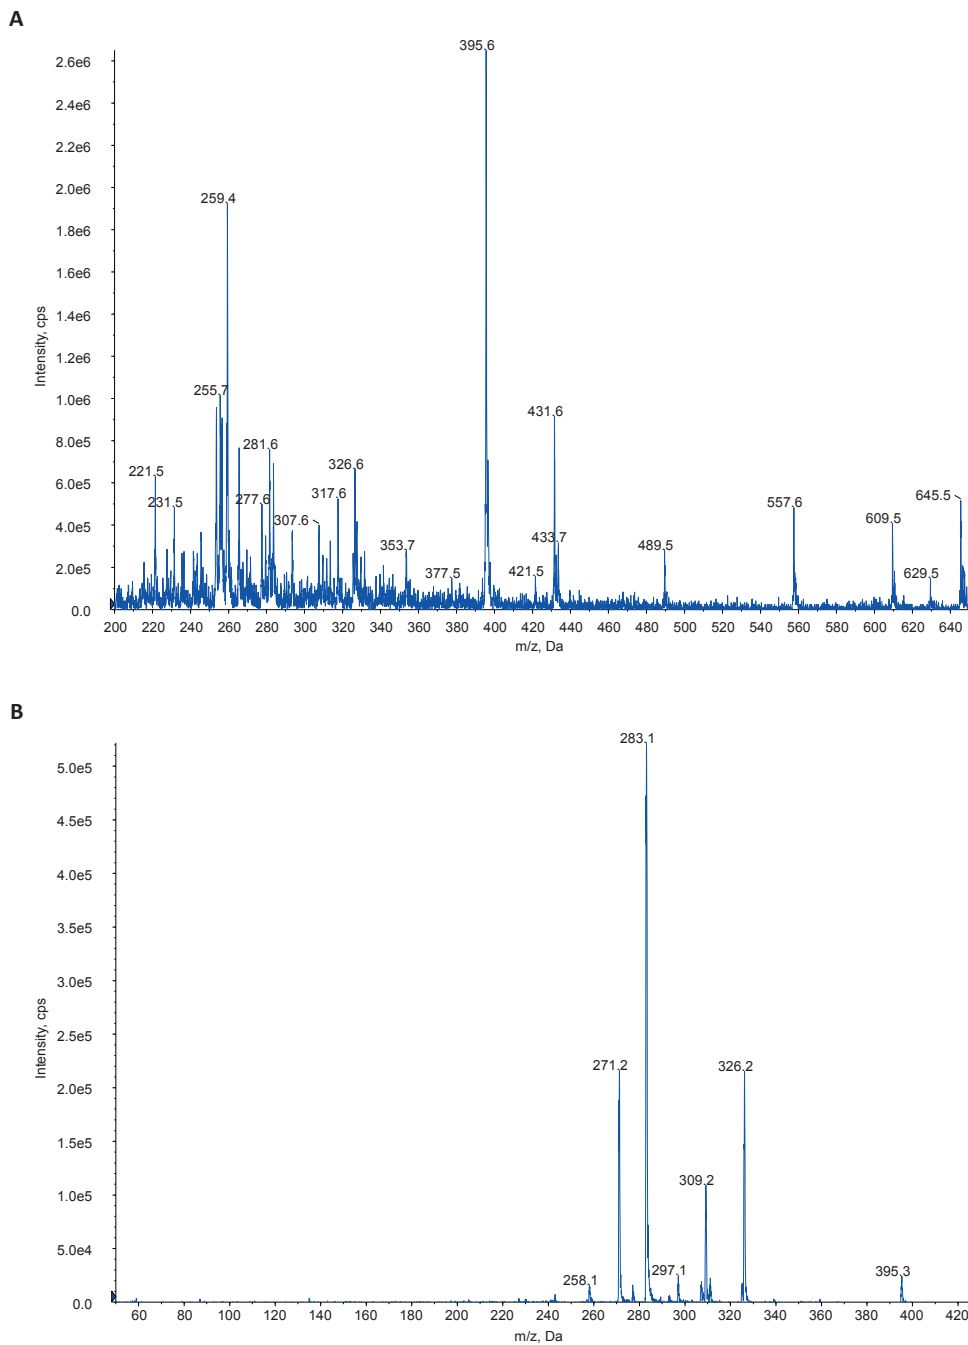 A
395.6
2.6e6
2.4e6
2.2e6
2.0e6
259.4
1.8e6
1.6e6
1.4e6
1.2e6
Intensity, cps
1.0e6
255.7
431.6
8.0e5
281.6
6.0e5
221.5
326.6
645.5
231.5
277.6
317.6
557.6
4.0e5
307.6
433.7
609.5
353.7
489.5
2.0e5
377.5
421.5
629.5
0.0
200 220 240 260 280 300 320 340 360 380 400 420 440 460 480 500 520 540 560 580 600 620 640
m/z, Da
B
283.1
5.0e5
4.5e5
4.0e5
3.5e5
3.0e5
Intensity, cps
2.5e5
271.2
326.2
2.0e5
1.5e5
309.2
1.0e5
5.0e4
258.1
297.1
395.3
0.0
60 80 100 120 140 160 180 200 220 240 260 280 300 320 340 360 380 400 420
m/z, Da